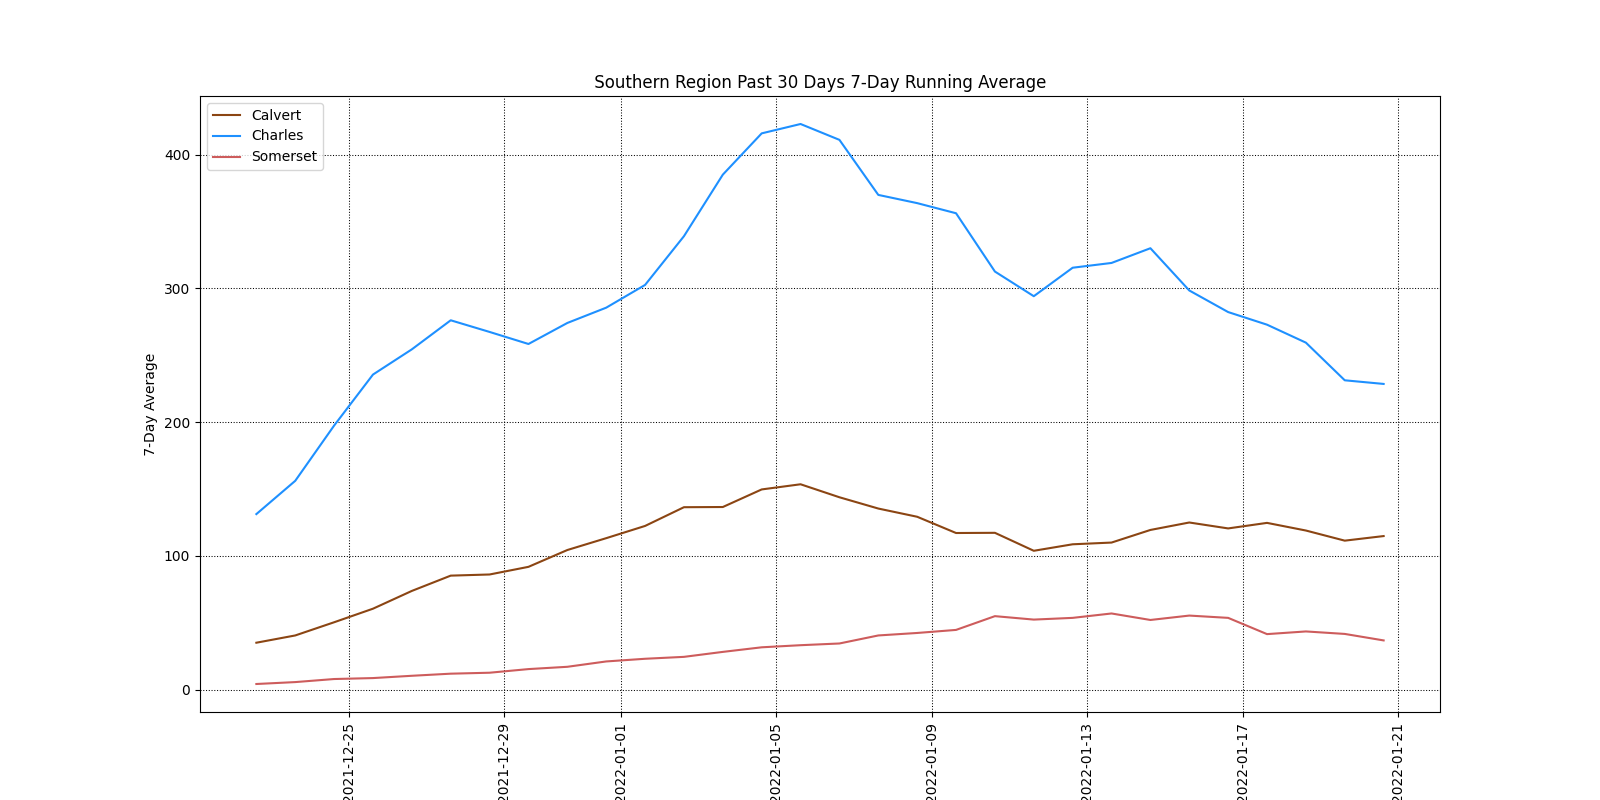 Southern Region Past 30 Days 7-Day Running Average
Calvert
Charles
Somerset
7-Day Average
400
300
200
100
0
2021-12-25
2021-12-29
2022-01-01
2022-01-05
2022-01-09
2022-01-13
2022-01-17
2022-01-21